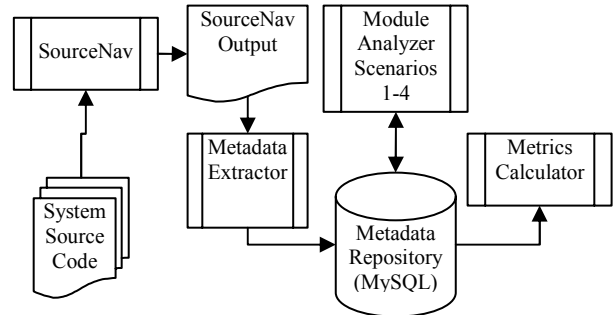 SourceNav
SourceNav
Output
Module
Analyzer
Scenarios
1-4
Metadata
Extractor
Metrics
Calculator
System
Source
Code
Metadata
Repository
(MySQL)